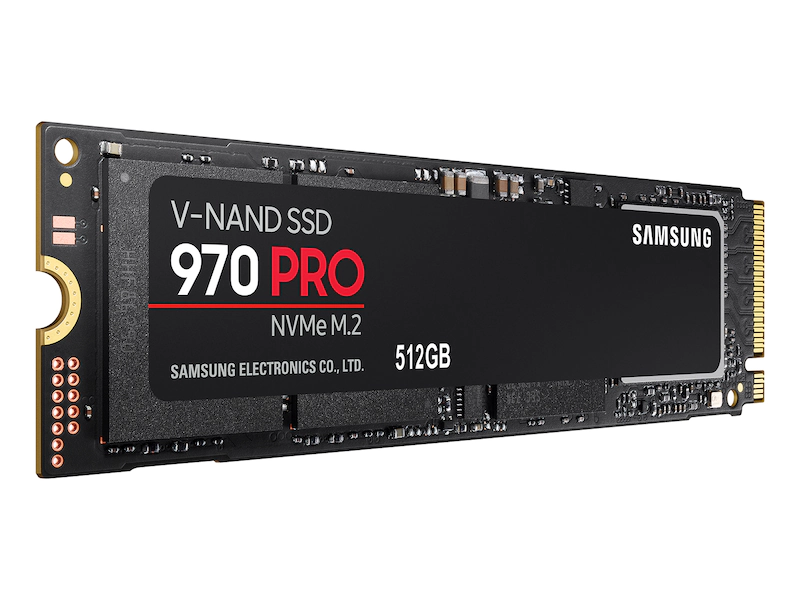 V-NAND SSD
970 PRO
NVMe M.2
SAMSUNG ELECTRONICS CO., LTD.
512GB
SAMSUNG